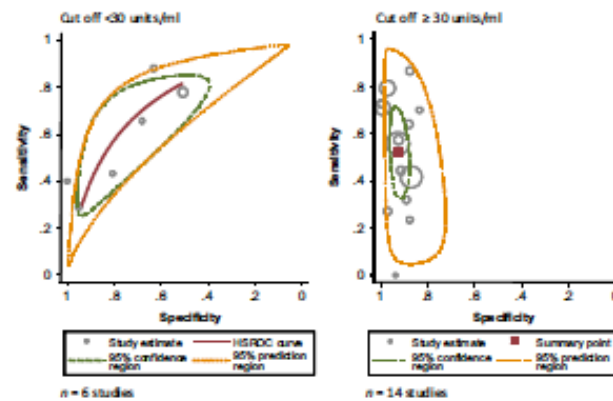 Cut off <30 units/ml
Cut off ≥ 30 units/ml
Sensitivity
1
.8
.6
.4
.2
0
1
.8
.6
.4
.2
0
Specificity
Sensitivity
1
.8
.6
.4
.2
0
1
.8
.6
.4
.2
0
Specificity
Study estimate
HSROC curve
95% confidence region
95% prediction region
Study estimate
Summary point
95% confidence region
95% prediction region
n = 6 studies
n = 14 studies